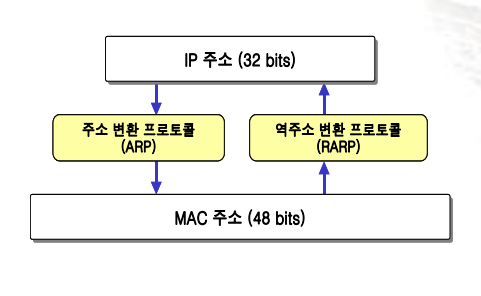 IP 주소 (32 bits)
주소 변환 프로토콜
(ARP)
역주소 변환 프로토콜
(RARP)
MAC 주소 (48 bits)